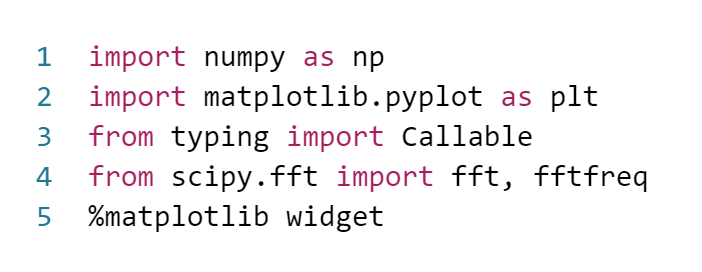 1 import numpy as np
2 import matplotlib.pyplot as plt
3 from typing import Callable
4 from scipy.fft import fft, fftfreq
5 %matplotlib widget